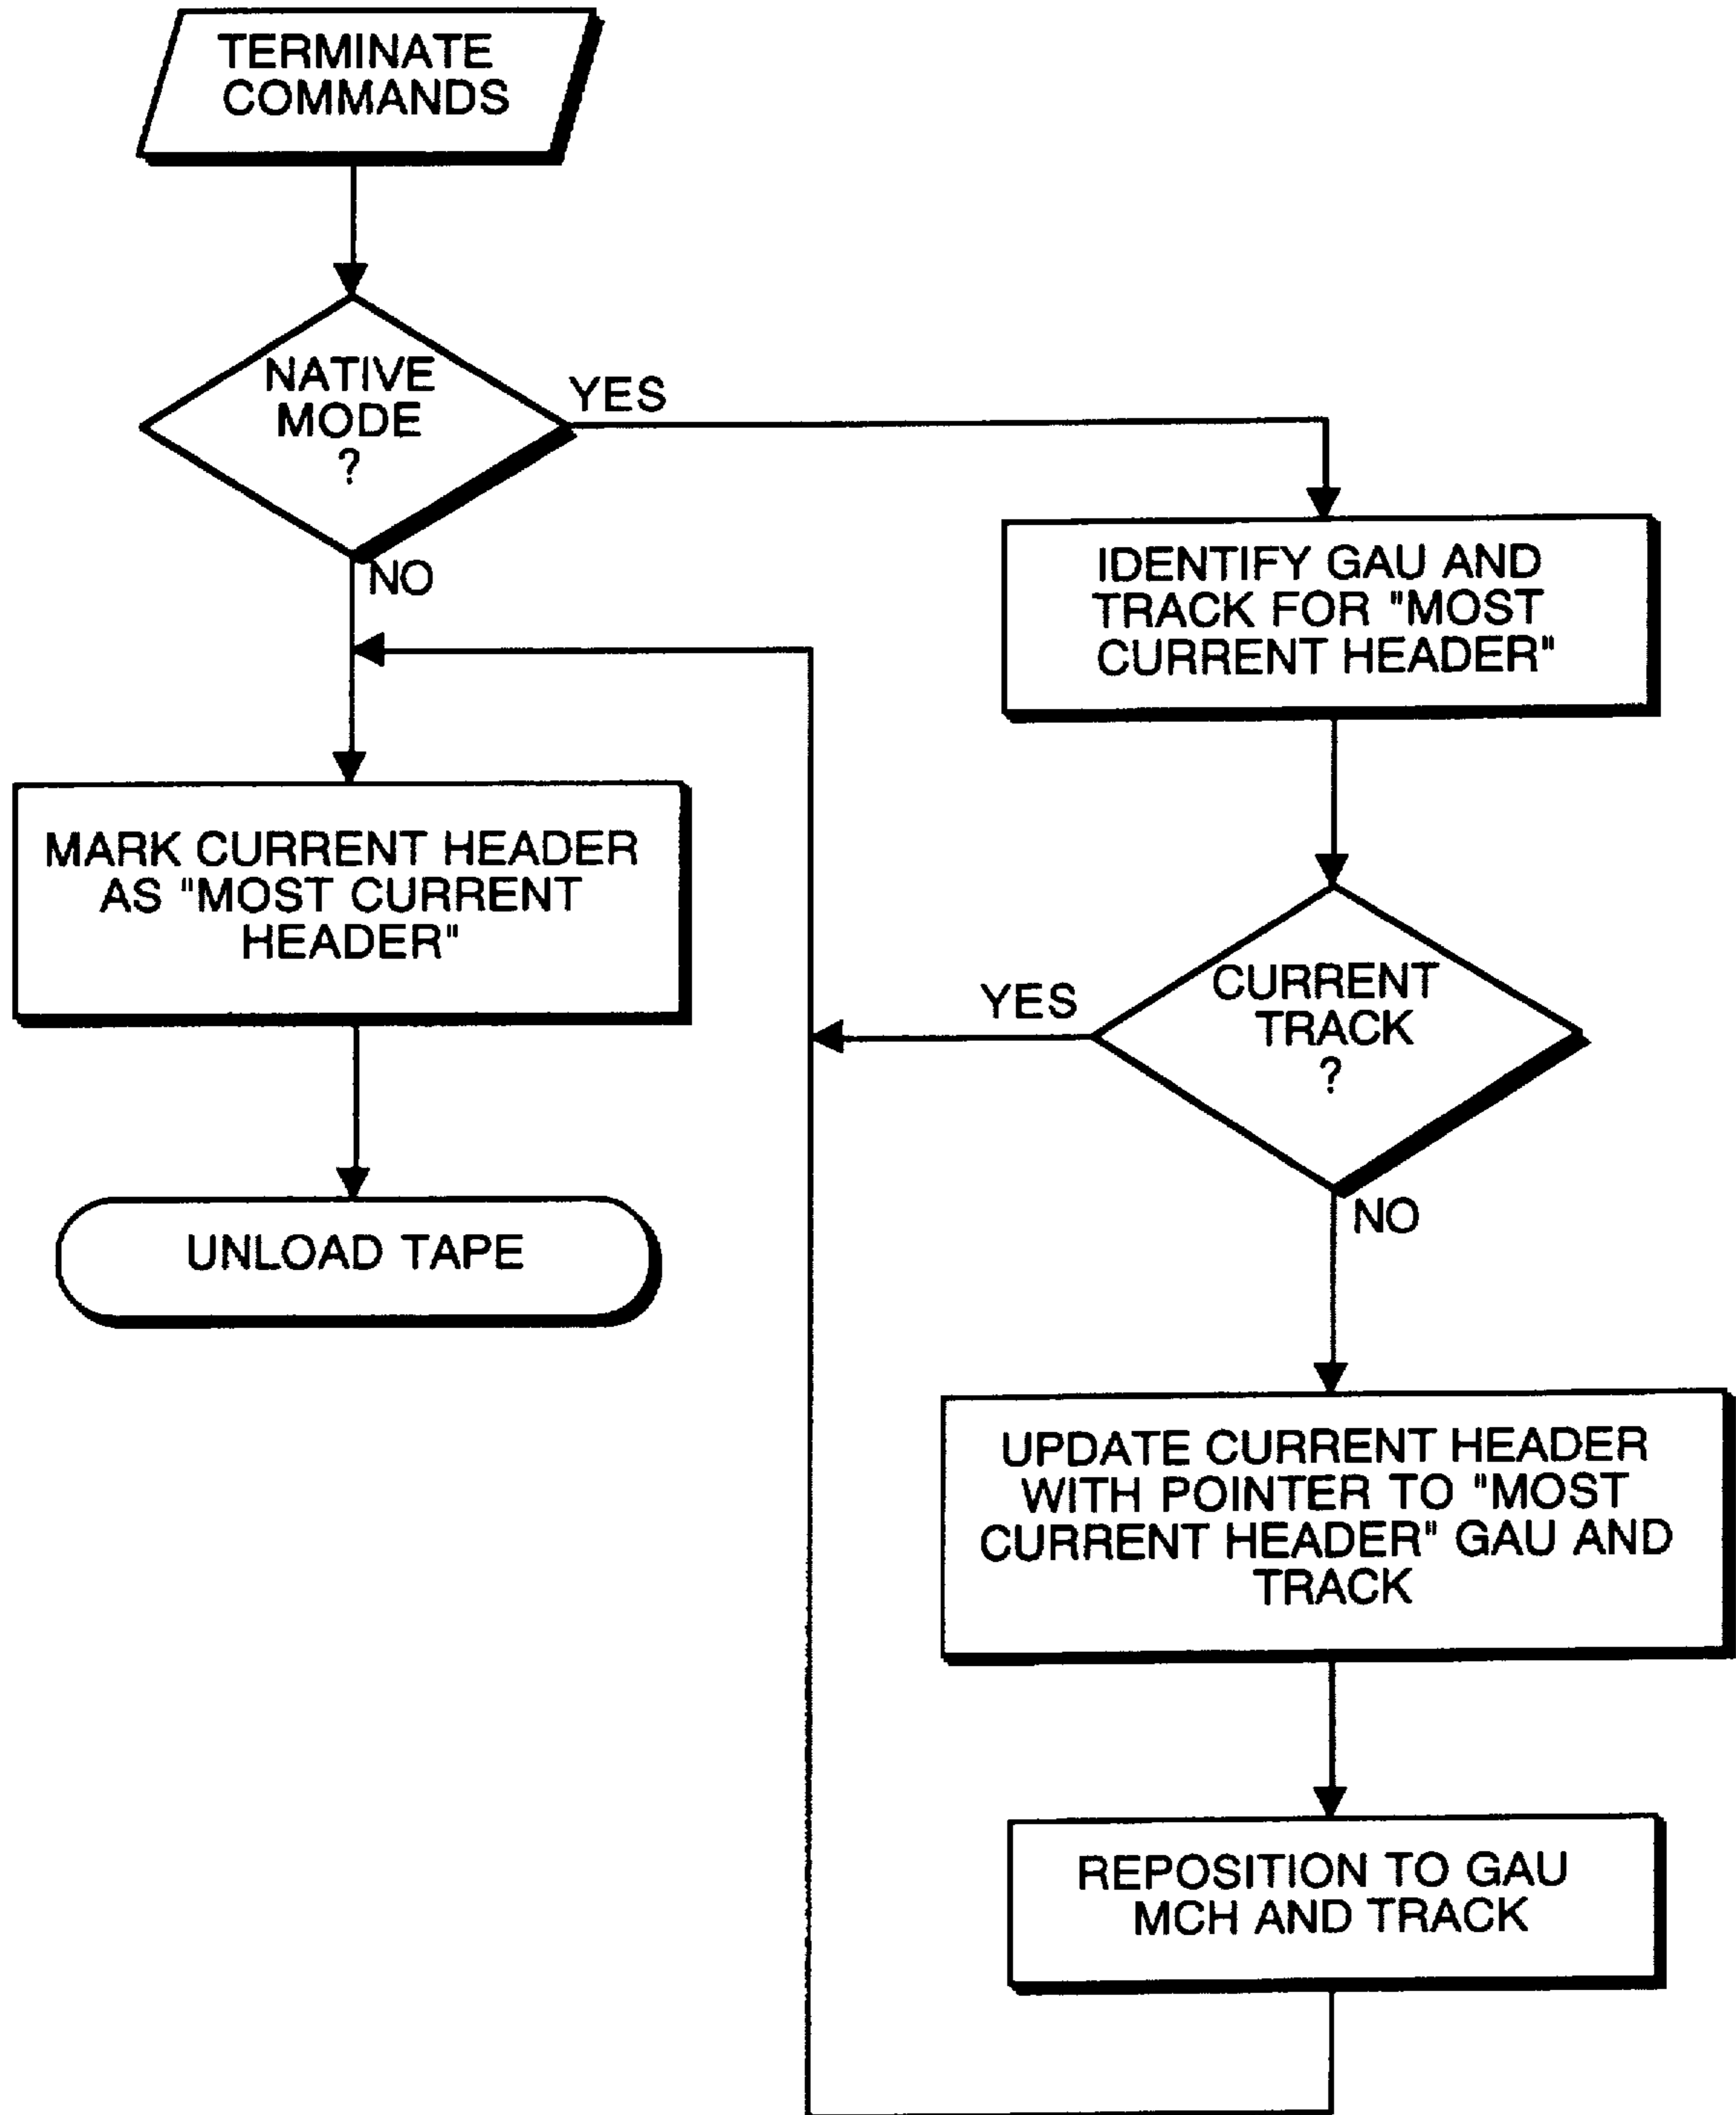 TERMINATE
COMMANDS
NATIVE
MODE
?
YES
NO
IDENTIFY GAU AND
TRACK FOR "MOST
CURRENT HEADER"
MARK CURRENT HEADER
AS "MOST CURRENT
HEADER"
YES
CURRENT
TRACK
?
NO
UNLOAD TAPE
UPDATE CURRENT HEADER
WITH POINTER TO "MOST
CURRENT HEADER" GAU AND
TRACK
REPOSITION TO GAU
MCH AND TRACK